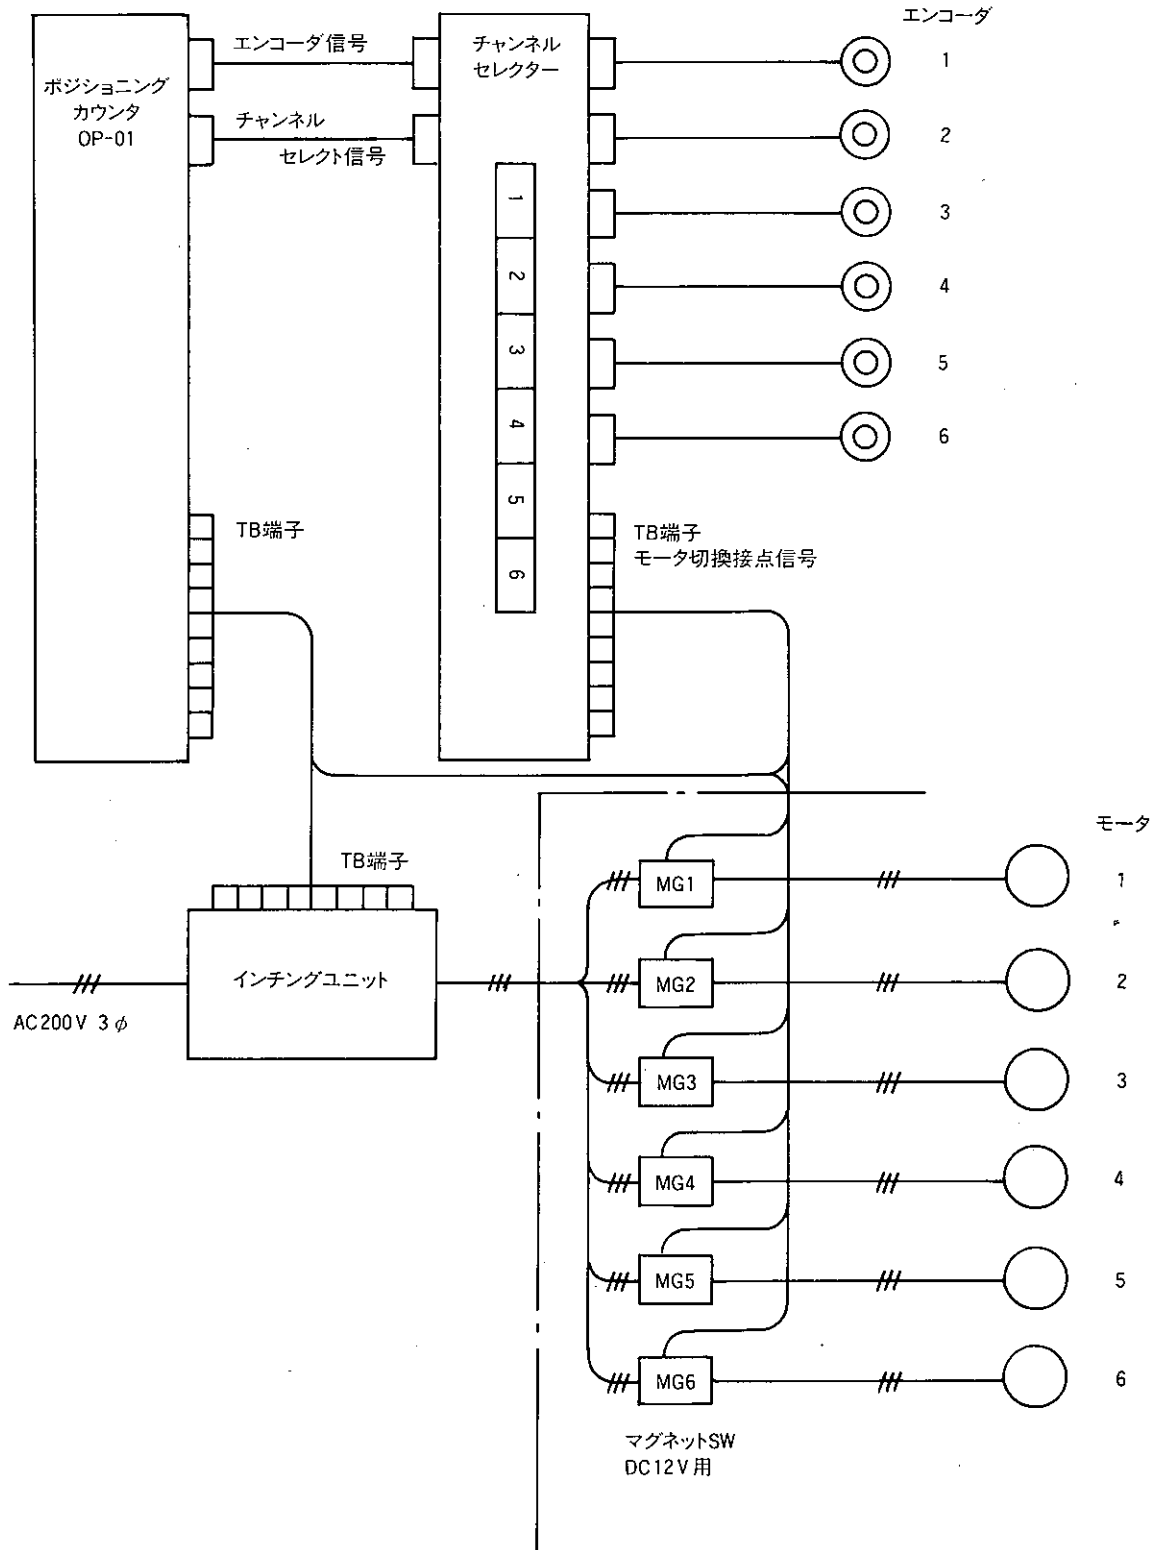 エンコーダ
エンコーダ信号
チャンネル
セレクター
1
ポジショニング
カウンタ
OP-01
チャンネル
セレクト信号
2
3
4
5
6
1
2
3
4
5
6
TB端子
TB端子
モータ切換接点信号
モータ
TB端子
MG1
1
インチングユニット
MG2
2
AC200V 3φ
MG3
3
MG4
4
MG5
5
MG6
6
マグネットSW
DC12V用